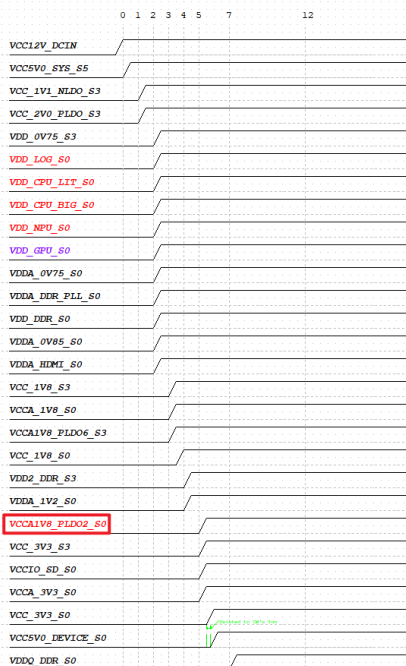 0 1 2 3 4 5 7 12
VCC12V_DCIN
VCC5V0_SYS_S5
VCC_1V1_NLDO_S3
VCC_2V0_PLDO_S3
VDD_0V75_S3
VDD_LOG_S0
VDD_CPU_LIT_S0
VDD_CPU_BIG_S0
VDD_NPU_S0
VDD_GPU_S0
VDDA_0V75_S0
VDDA_DDR_PLL_S0
VDD_DDR_S0
VDDA_0V85_S0
VDDA_HDMI_S0
VCC_1V8_S3
VCCA_1V8_S0
VCCA1V8_PLDO6_S3
VCC_1V8_S0
VDD2_DDR_S3
VDDA_1V2_S0
VCCA1V8_PLDO2_S0
VCC_3V3_S3
VCCIO_SD_S0
VCCA_3V3_S0
VCC_3V3_S0
VCC5V0_DEVICE_S0
VDDQ_DDR_S0